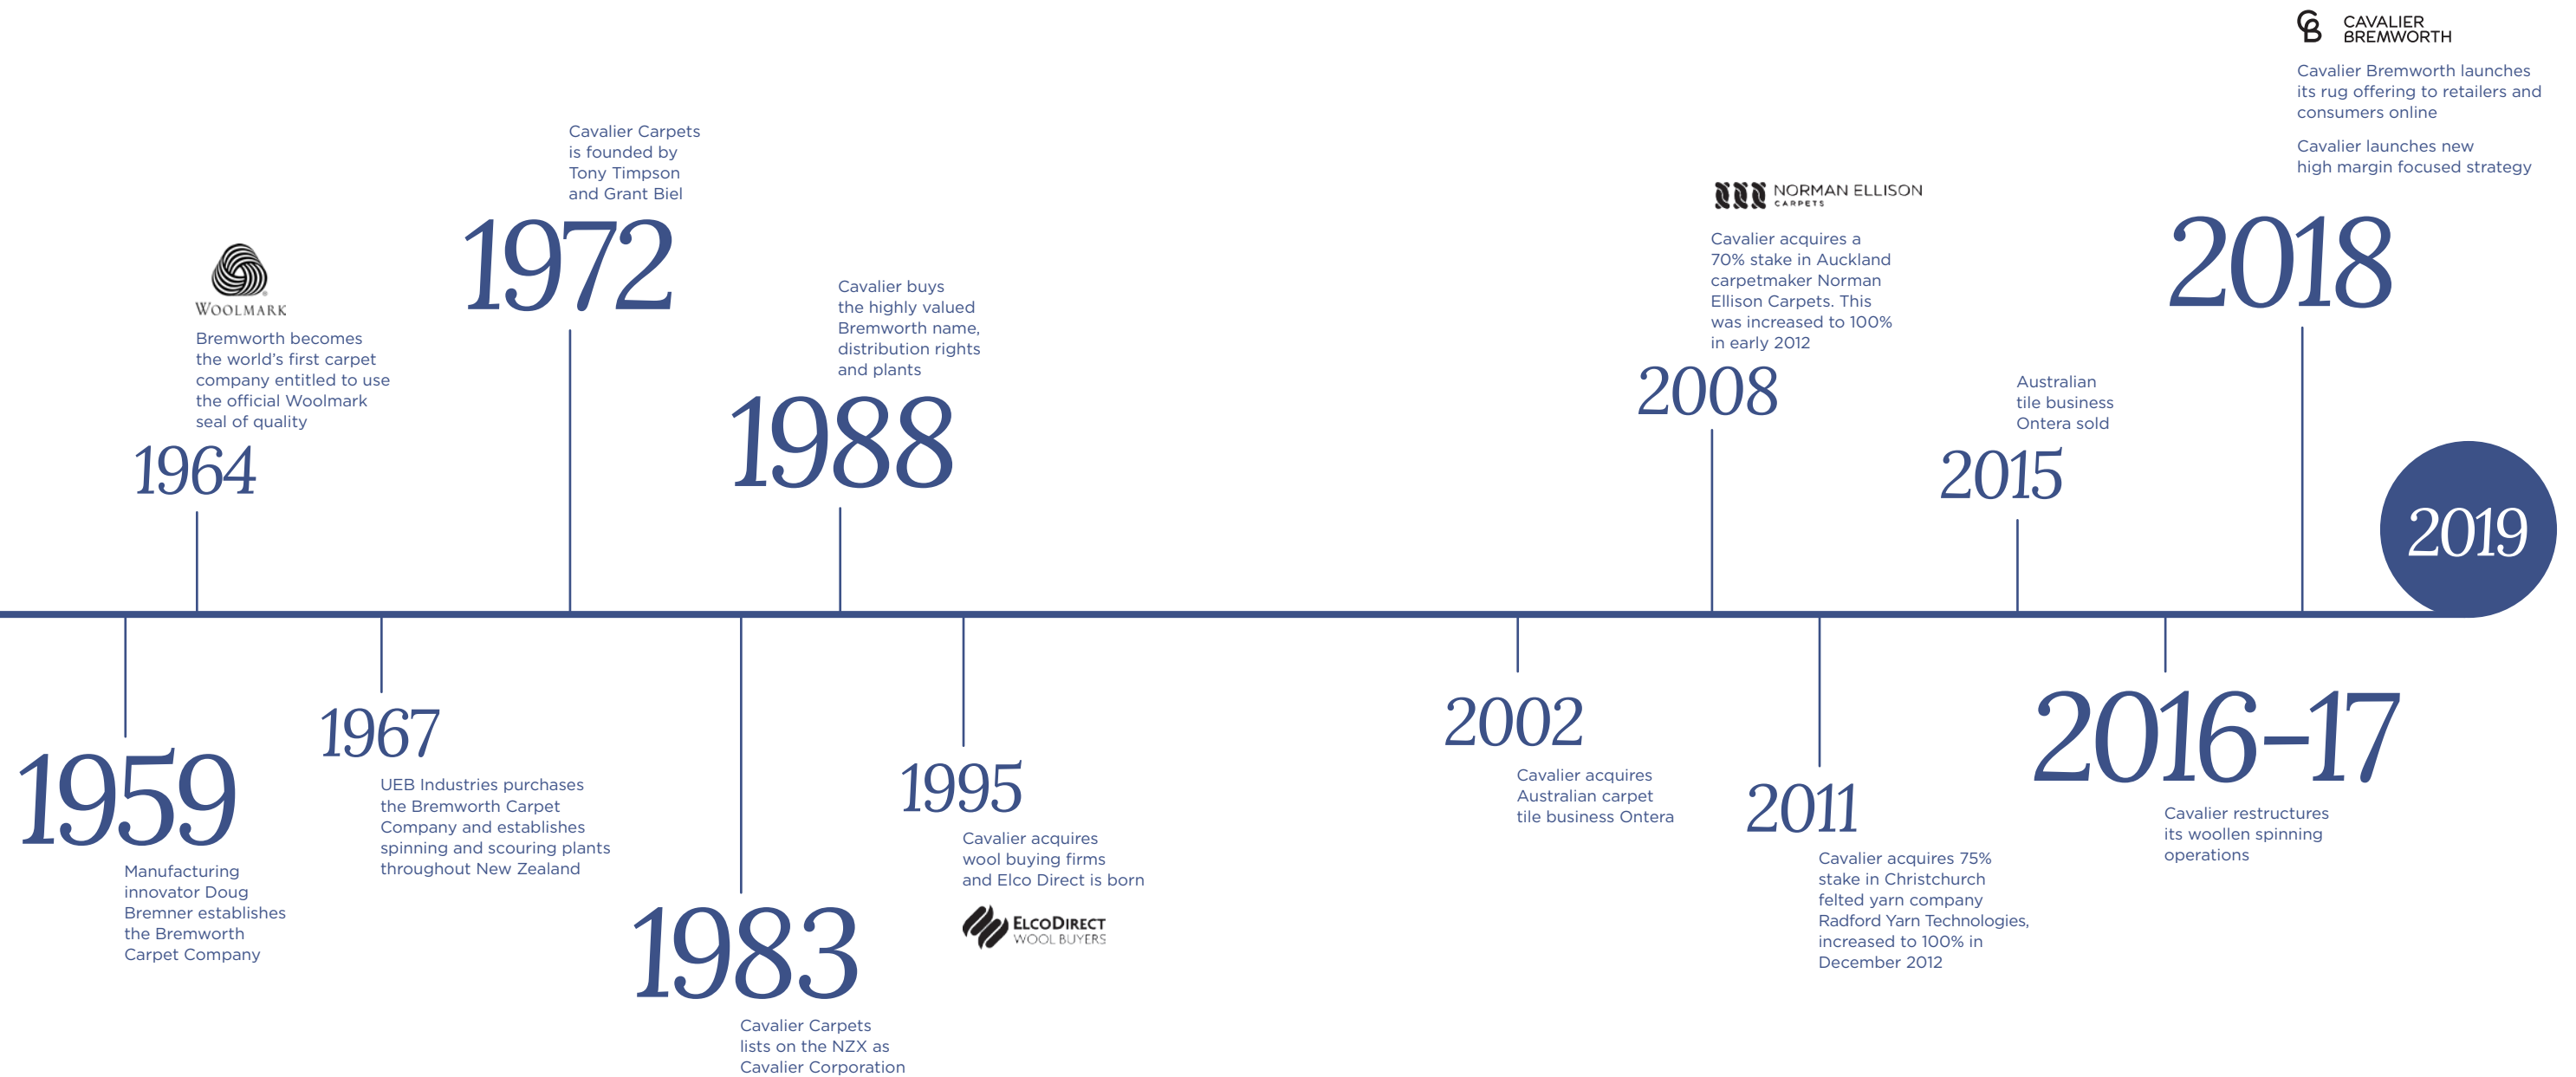 WOOLMARK
Bremworth becomes
the world’s first carpet
company entitled to use
the official Woolmark
seal of quality
1964
Cavalier Carpets
is founded by
Tony Timpson
and Grant Biel
1972
Cavalier buys
the highly valued
Bremworth name,
distribution rights
and plants
1988
NORMAN ELLISON
CARPETS
Cavalier acquires a
70% stake in Auckland
carpetmaker Norman
Ellison Carpets. This
was increased to 100%
in early 2012
2008
Australian
tile business
Ontera sold
2015
CB
CAVALIER
BREMWORTH
Cavalier Bremworth launches
its rug offering to retailers and
consumers online
Cavalier launches new
high margin focused strategy
2018
2019
1959
Manufacturing
innovator Doug
Bremner establishes
the Bremworth
Carpet Company
1967
UEB Industries purchases
the Bremworth Carpet
Company and establishes
spinning and scouring plants
throughout New Zealand
1983
Cavalier Carpets
lists on the NZX as
Cavalier Corporation
1995
Cavalier acquires
wool buying firms
and Elco Direct is born
ELCODIRECT
WOOL BUYERS
2002
Cavalier acquires
Australian carpet
tile business Ontera
2011
Cavalier acquires 75%
stake in Christchurch
felted yarn company
Radford Yarn Technologies,
increased to 100% in
December 2012
2016–17
Cavalier restructures
its woollen spinning
operations